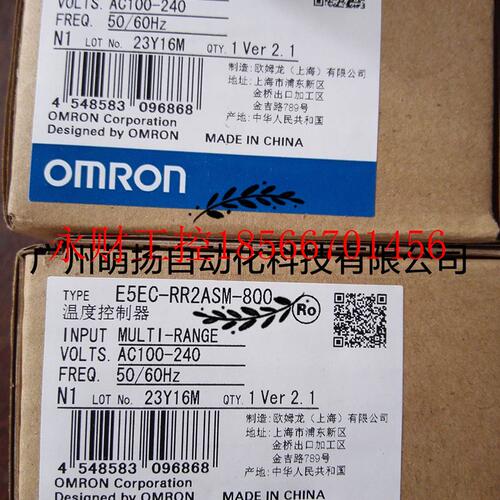 VOLTS. AC100-240
FREQ. 50/60Hz
N1 LOT No. 23Y16M QTY. 1 Ver 2.1
制造: 欧姆龙（上海）有限公司
地址: 上海市浦东新区
金桥出口加工区
金吉路789号
产地: 中华人民共和国
4 548583 096868
OMRON Corporation
Designed by OMRON
MADE IN CHINA
OMRON
永财工控18566701456
广州萌扬自动化科技有限公司
TYPE E5EC-RR2ASM-800
温度控制器
Ro
INPUT MULTI-RANGE
VOLTS. AC100-240
FREQ. 50/60Hz
N1 LOT No. 23Y16M QTY. 1 Ver 2.1
制造: 欧姆龙（上海）有限公司
地址: 上海市浦东新区
金桥出口加工区
金吉路789号
产地: 中华人民共和国
4 548583 096868
OMRON Corporation
Designed by OMRON
MADE IN CHINA